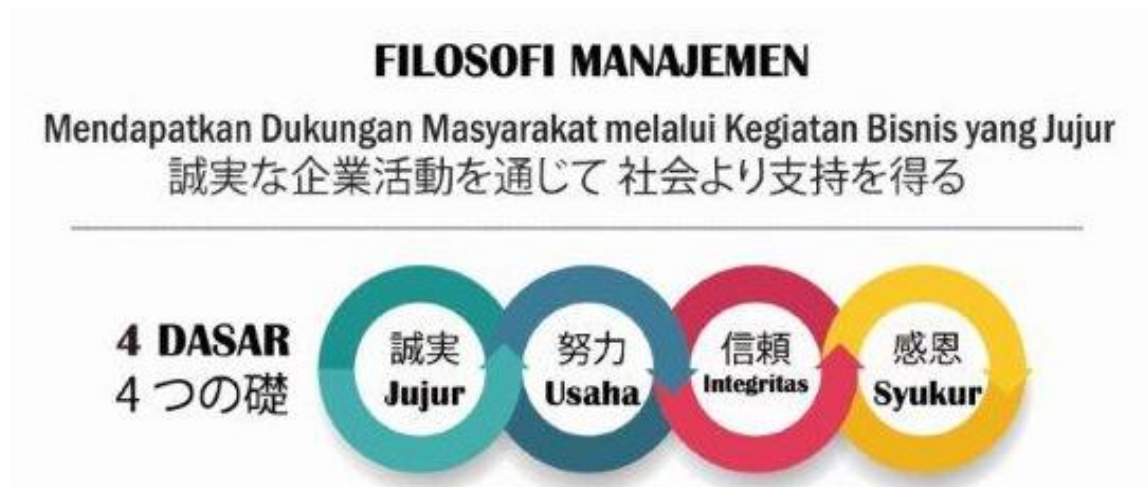 FILOSOFI MANAJEMEN
Mendapatkan Dukungan Masyarakat melalui Kegiatan Bisnis yang Jujur
誠実な企業活動を通じて 社会より支持を得る
4 DASAR
4つの礎
誠実
Jujur
努力
Usaha
信頼
Integritas
感恩
Syukur